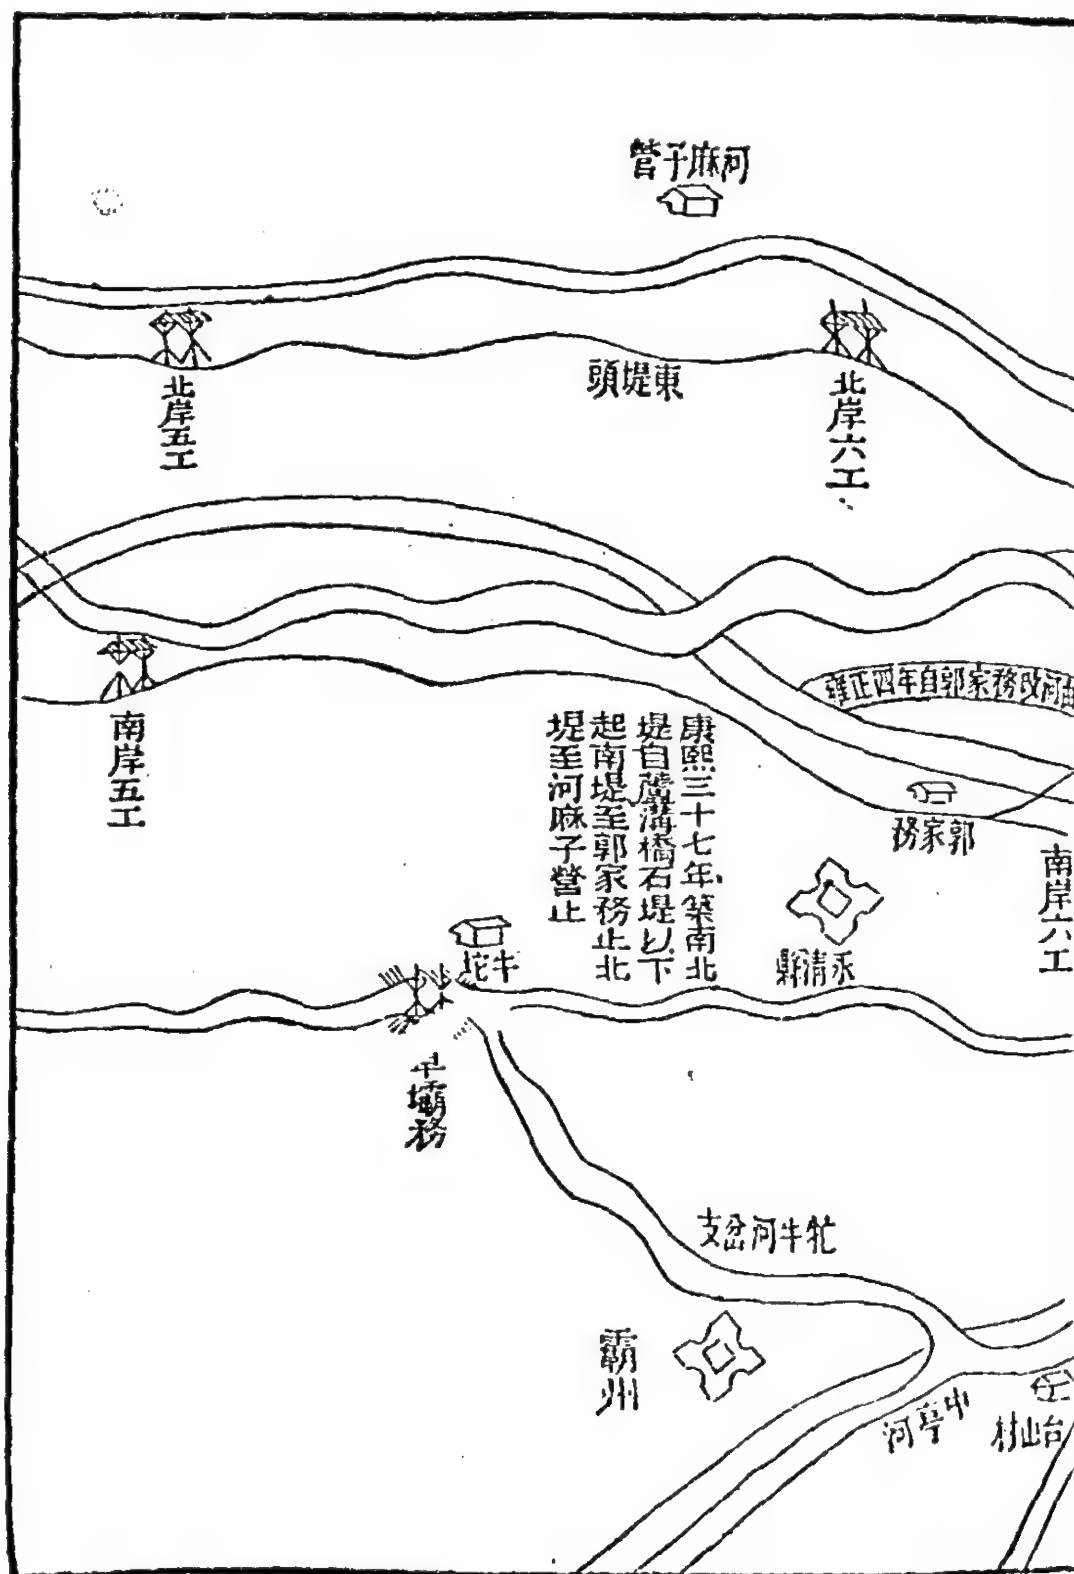 河麻子營
北岸六工
東堤頭
北岸五工
雍正四年自郭家務改河
郭家務
南岸六工
永清縣
康熙三十七年築南北
堤自蘆溝橋石堤以下
起南堤至郭家務止北
堤至河麻子營止
南岸五工
牛坨
壩務
牤牛河岔支
霸州
中亭河
台山村